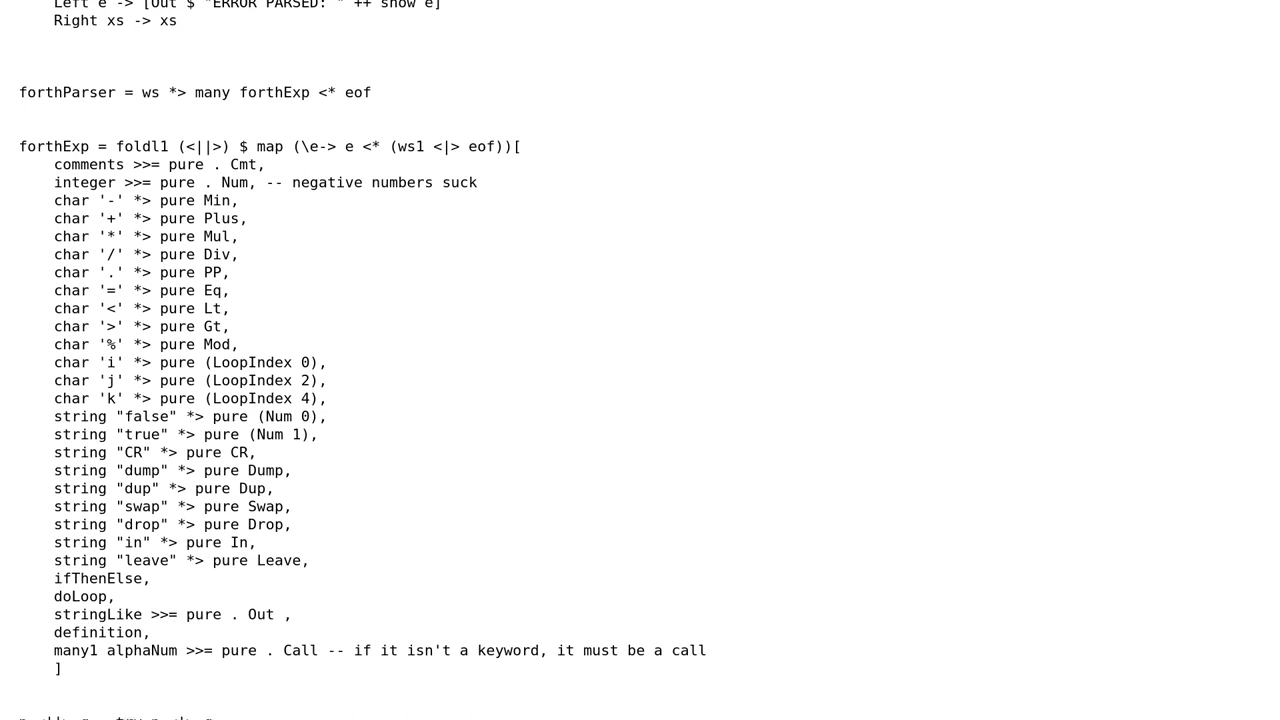 Left e -> [Out $ "ERROR PARSED: " ++ show e]
    Right xs -> xs

forthParser = ws *> many forthExp <* eof

forthExp = foldl1 (<||>) $ map (\e-> e <* (ws1 <|> eof))[
    comments >>= pure . Cmt,
    integer >>= pure . Num, -- negative numbers suck
    char '-' *> pure Min,
    char '+' *> pure Plus,
    char '*' *> pure Mul,
    char '/' *> pure Div,
    char '.' *> pure PP,
    char '=' *> pure Eq,
    char '<' *> pure Lt,
    char '>' *> pure Gt,
    char '%' *> pure Mod,
    char 'i' *> pure (LoopIndex 0),
    char 'j' *> pure (LoopIndex 2),
    char 'k' *> pure (LoopIndex 4),
    string "false" *> pure (Num 0),
    string "true" *> pure (Num 1),
    string "CR" *> pure CR,
    string "dump" *> pure Dump,
    string "dup" *> pure Dup,
    string "swap" *> pure Swap,
    string "drop" *> pure Drop,
    string "in" *> pure In,
    string "leave" *> pure Leave,
    ifThenElse,
    doLoop,
    stringLike >>= pure . Out ,
    definition,
    many1 alphaNum >>= pure . Call -- if it isn't a keyword, it must be a call
    ]